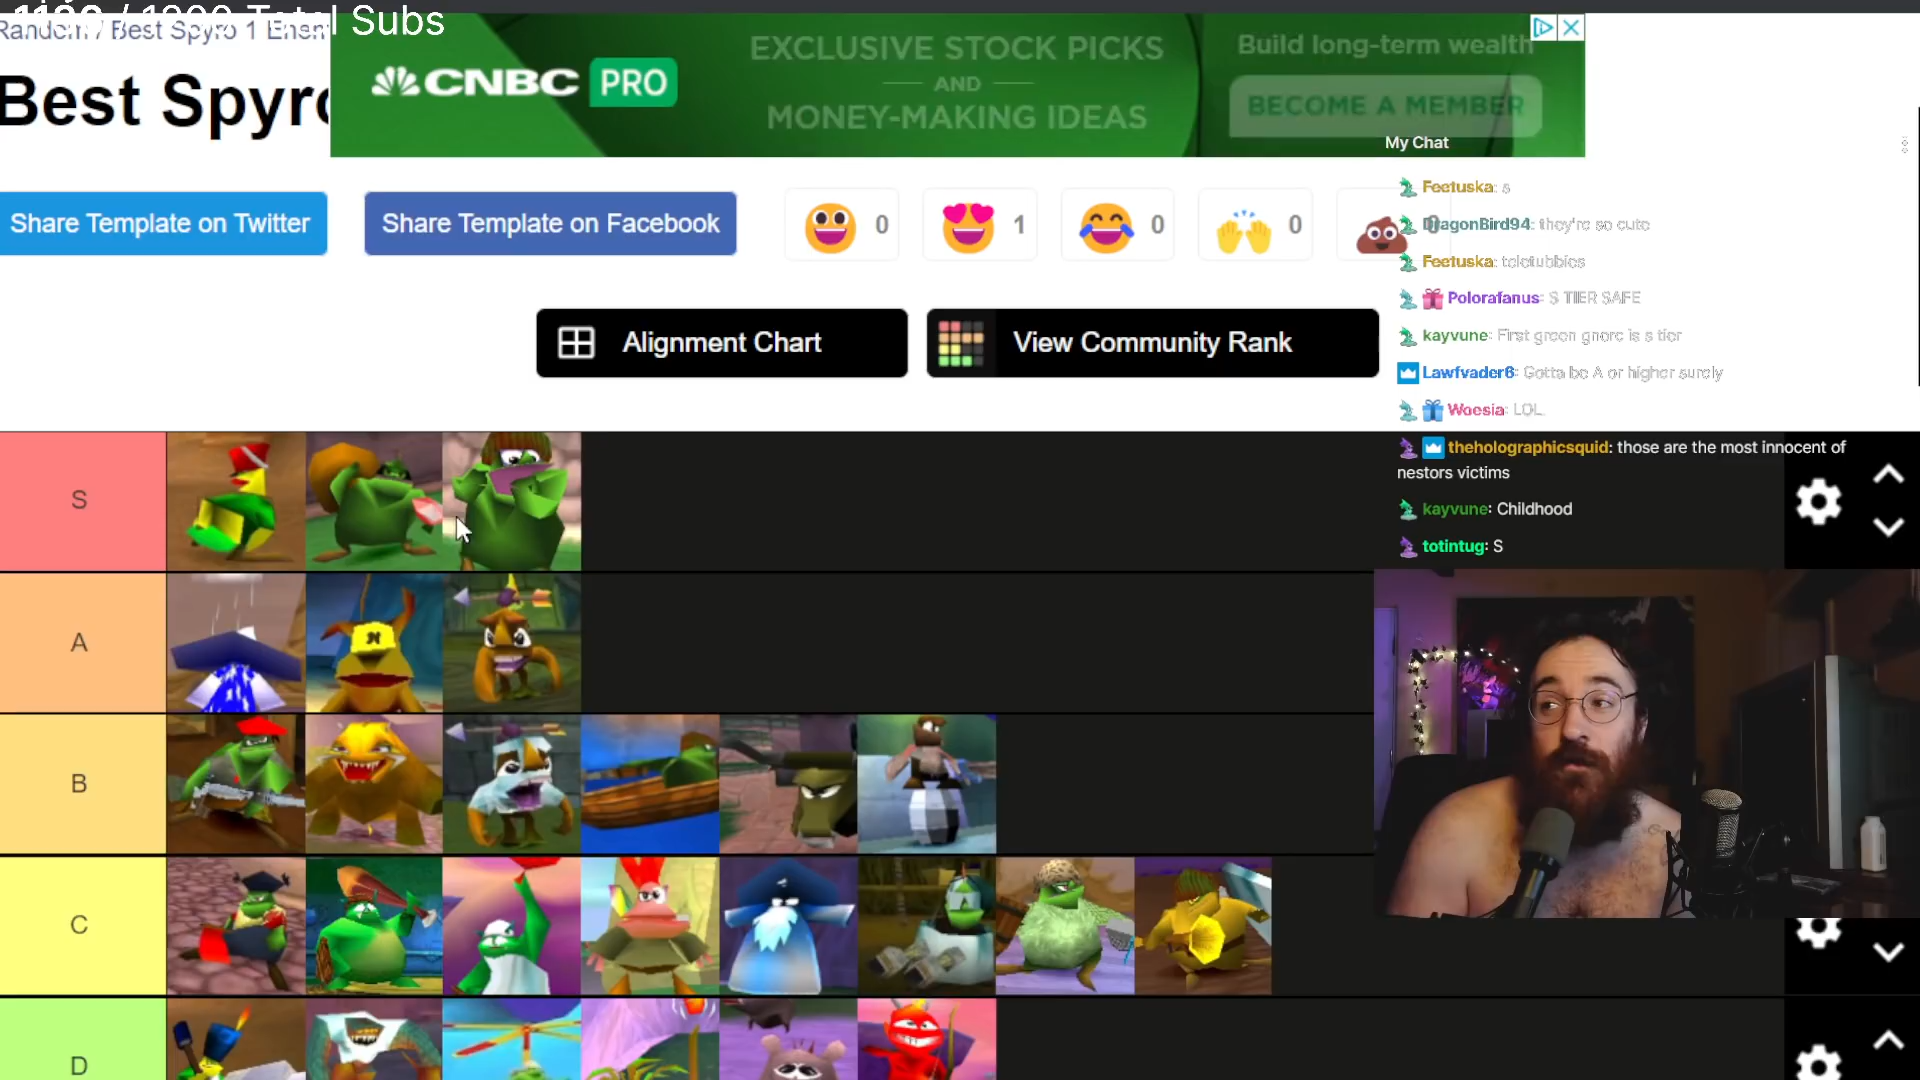 / 1200 Total Subs
Random / Best Spyro 1 Enem
Best Spyro
CNBC PRO
EXCLUSIVE STOCK PICKS
AND
MONEY-MAKING IDEAS
Build long-term wealth
BECOME A MEMBER
My Chat
Share Template on Twitter
Share Template on Facebook
0
1
0
0
0
Feetuska: s
DragonBird94: they're so cute
Feetuska: teletubbies
Polorafanus: S TIER SAFE
kayvune: First green gnorc is s tier
Lawfvader6: Gotta be A or higher surely
Woesia: LOL
theholographicsquid: those are the most innocent of
nestors victims
kayvune: Childhood
totintug: S
Alignment Chart
View Community Rank
S
A
B
C
D